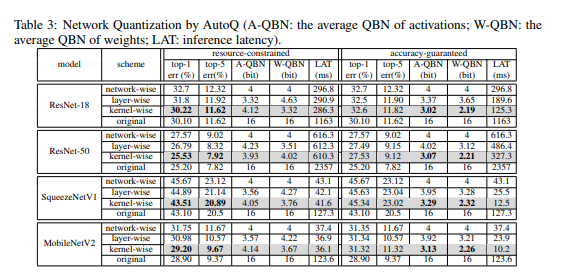 Table 3: Network Quantization by AutoQ (A-QBN: the average QBN of activations; W-QBN: the
average QBN of weights; LAT: inference latency).
resource-constrained accuracy-guaranteed
model scheme top-1 top-5 A-QBN W-QBN LAT top-1 top-5 A-QBN W-QBN LAT
err (%) err(%) (bit) (bit) (ms) err (%) err(%) (bit) (bit) (ms)
ResNet-18
network-wise 32.7 12.32 4 4 296.8 32.7 12.32 4 4 296.8
layer-wise 31.8 11.92 3.32 4.63 290.9 32.5 11.90 3.37 3.65 189.6
kernel-wise 30.22 11.62 4.12 3.32 286.3 32.6 11.82 3.02 2.19 125.3
original 30.10 11.62 16 16 1163 30.10 11.62 16 16 1163
ResNet-50
network-wise 27.57 9.02 4 4 616.3 27.57 9.02 4 4 616.3
layer-wise 26.79 8.32 4.23 3.51 612.3 27.49 9.15 4.02 3.12 486.4
kernel-wise 25.53 7.92 3.93 4.02 610.3 27.53 9.12 3.07 2.21 327.3
original 25.20 7.82 16 16 2357 25.20 7.82 16 16 2357
SqueezeNetV1
network-wise 45.67 23.12 4 4 43.1 45.67 23.12 4 4 43.1
layer-wise 44.89 21.14 3.56 4.27 42.1 45.63 23.04 3.95 3.28 25.5
kernel-wise 43.51 20.89 4.05 3.76 41.6 45.34 23.02 3.29 2.32 12.5
original 43.10 20.5 16 16 127.3 43.10 20.5 16 16 127.3
MobileNetV2
network-wise 31.75 11.67 4 4 37.4 31.35 11.67 4 4 37.4
layer-wise 30.98 10.57 3.57 4.22 36.9 31.34 10.57 3.92 3.21 23.9
kernel-wise 29.20 9.67 4.14 3.67 36.1 31.32 11.32 3.13 2.26 10.2
original 28.90 9.37 16 16 123.6 28.90 9.37 16 16 123.6